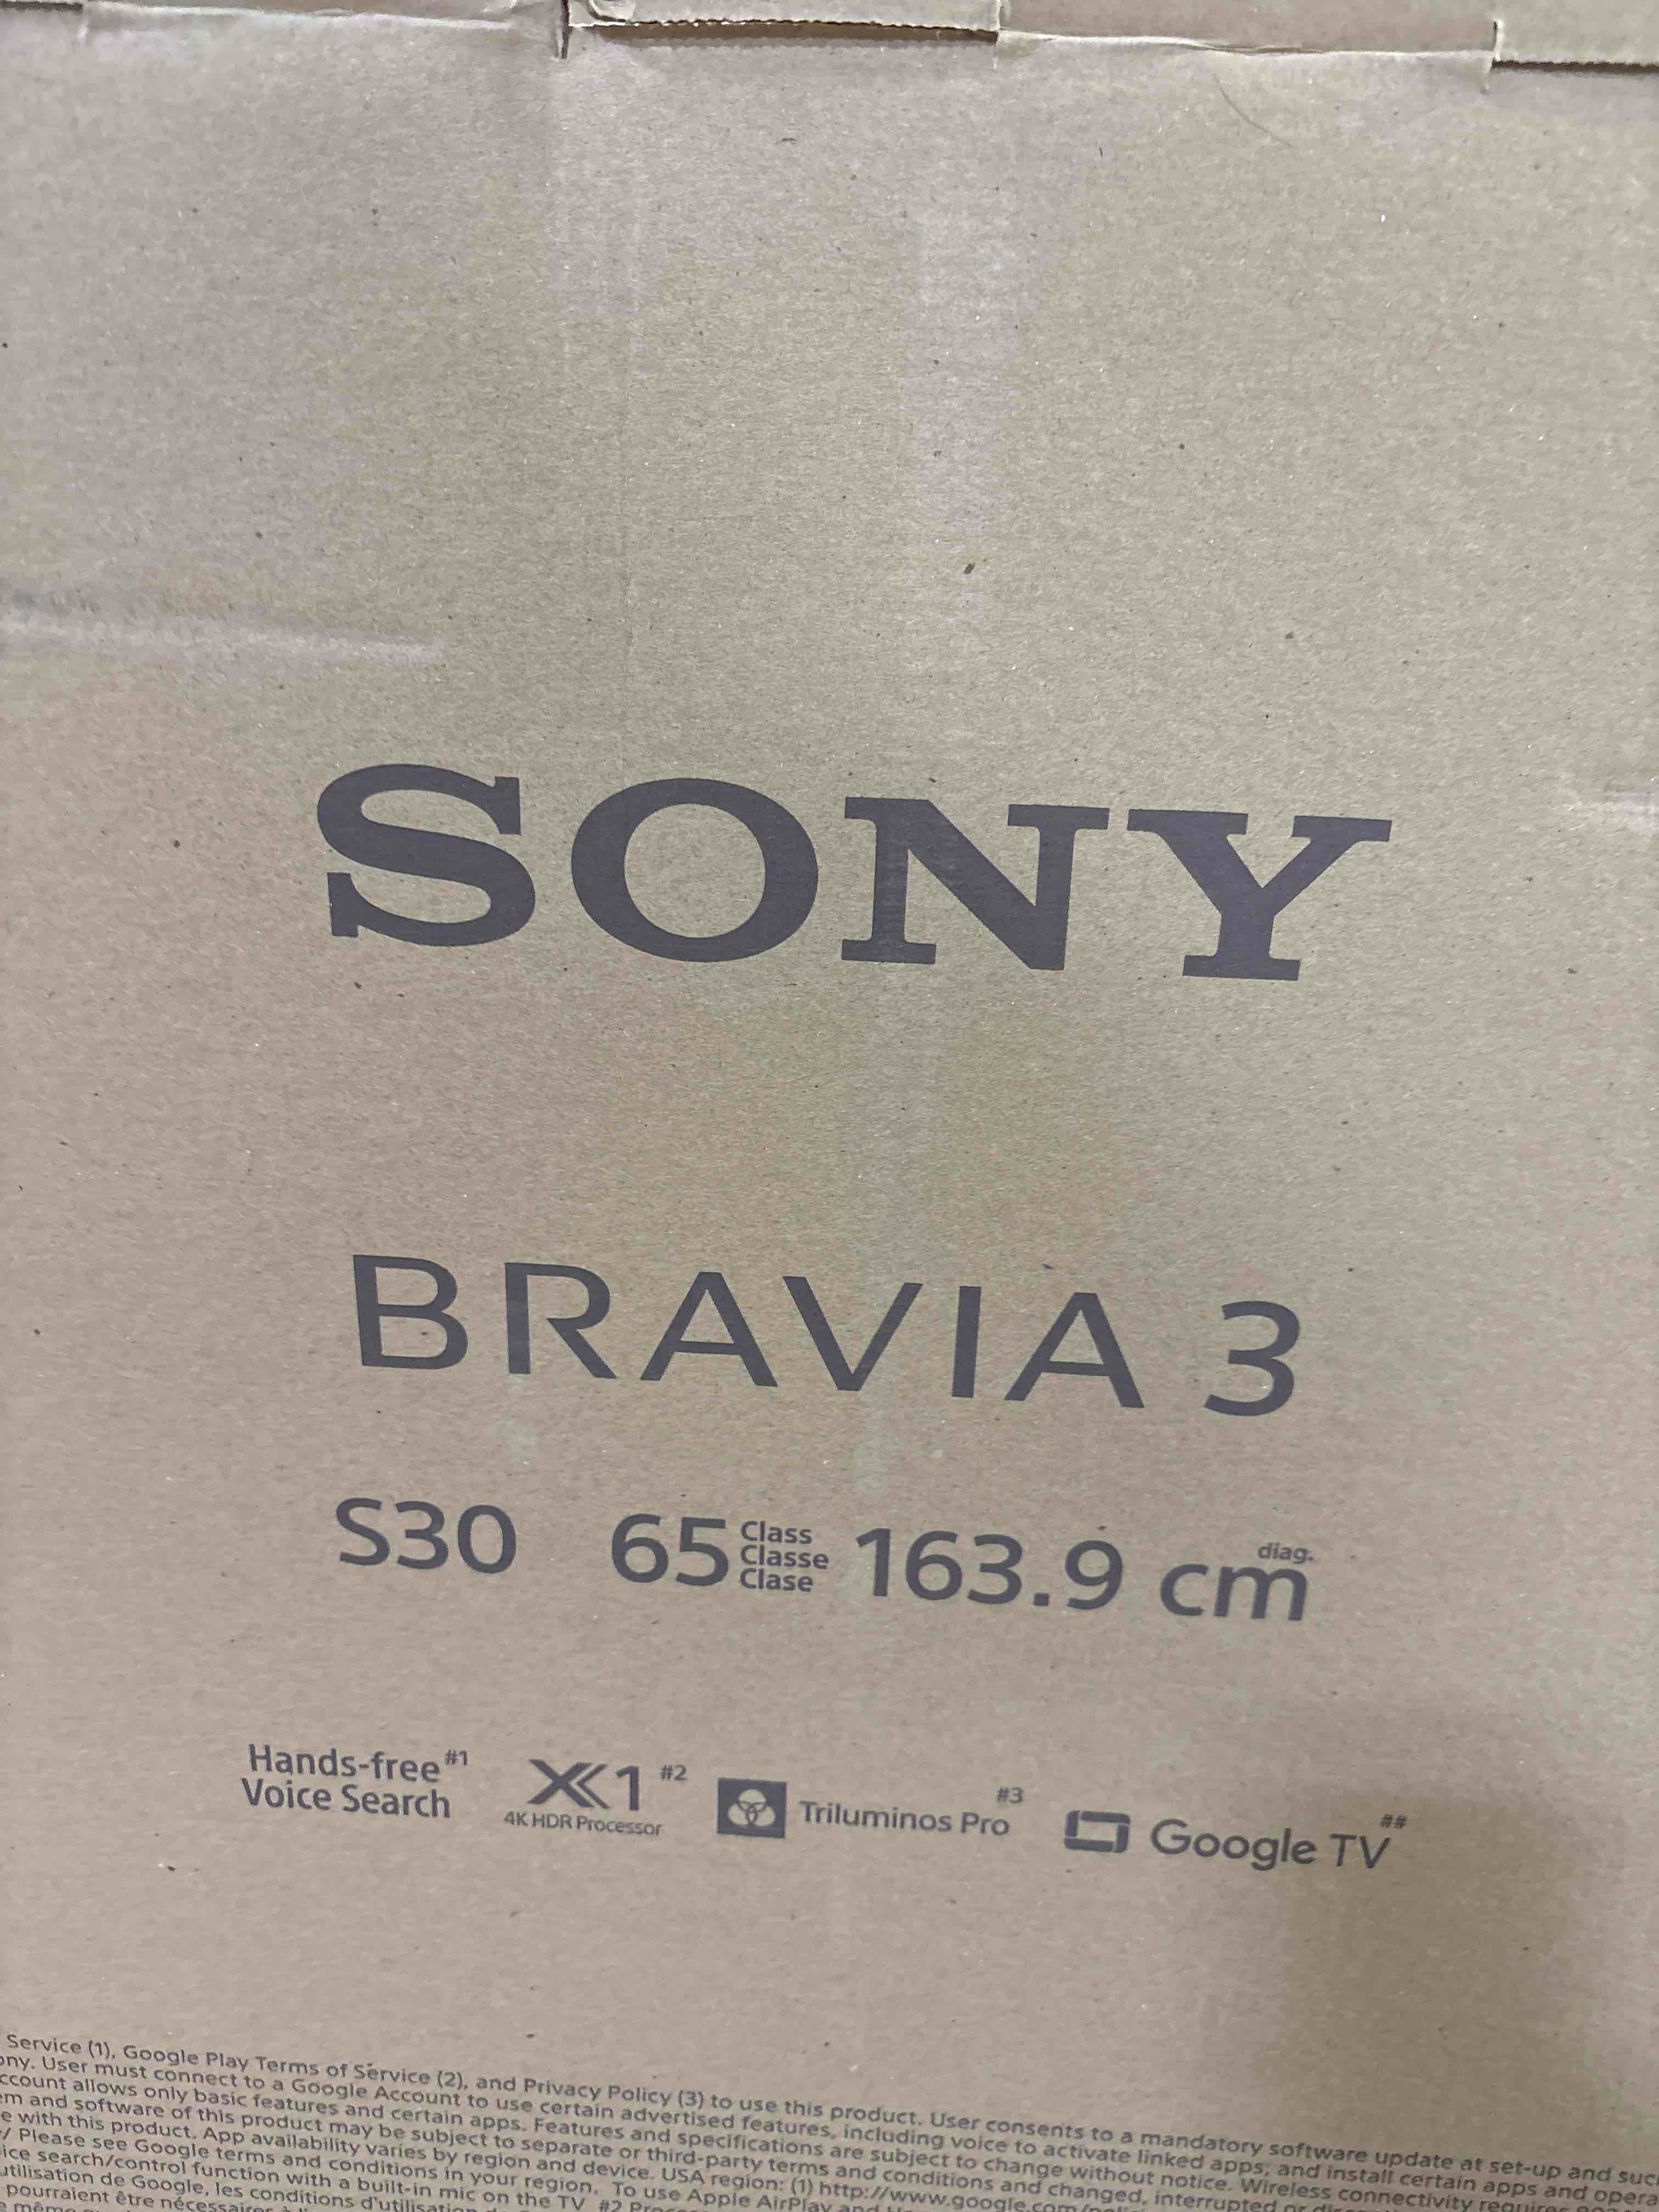 SONY
BRAVIA 3
S30 65 Class Classe Clase 163.9 cm diag.
Hands-free #1
Voice Search
X1 #2
4K HDR Processor
Triluminos Pro #3
Google TV ##
Service (1), Google Play Terms of Service (2), and Privacy Policy (3) to use this product. User consents to a mandatory software update at set-up and suc
ony. User must connect to a Google Account to use certain advertised features, including voice to activate linked apps, and install certain apps and opera
ccount allows only basic features and certain apps. Features and specifications are subject to change without notice. Wireless connectivity requires
em and software of this product may be subject to separate or third-party terms and conditions and changed, interrupted or
e with this product. App availability varies by region and device. USA region: (1) http://www.google.com/
/ Please see Google terms and conditions in your region. To use Apple AirPlay and
ice search/control function with a built-in mic on the TV #2
utilisation de Google, les conditions d'utilisation
pourraient être nécessaires
même